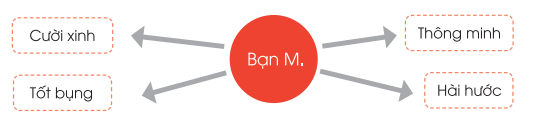 Cười xinh
Thông minh
Bạn M.
Tốt bụng
Hài hước